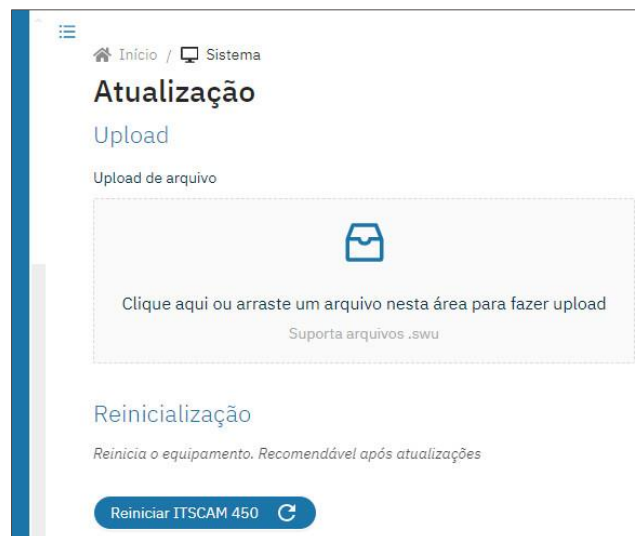 Início / Sistema
Atualização
Upload
Upload de arquivo
Clique aqui ou arraste um arquivo nesta área para fazer upload
Suporta arquivos .swu
Reinicialização
Reinicia o equipamento. Recomendável após atualizações
Reiniciar ITSCAM 450